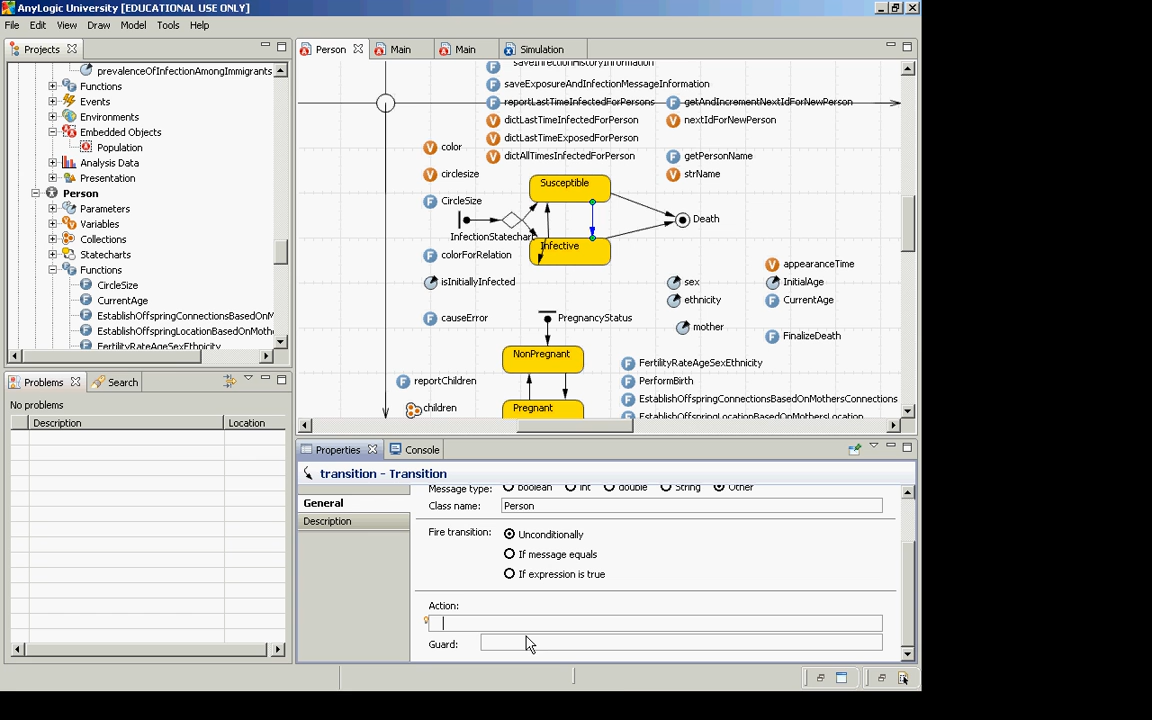 AnyLogic University [EDUCATIONAL USE ONLY]
File Edit View Draw Model Tools Help
Projects
prevalenceOfInfectionAmongImmigrants
Functions
Events
Environments
Embedded Objects
Population
Analysis Data
Presentation
Person
Parameters
Variables
Collections
Statecharts
Functions
CircleSize
CurrentAge
EstablishOffspringConnectionsBasedOnM
EstablishOffspringLocationBasedOnMothe
FertilityRateAgeSexEthnicity
Problems Search
No problems
Description Location
Person Main Main Simulation
saveInfectionHistoryInformation
saveExposureAndInfectionMessageInformation
reportLastTimeInfectedForPersons getAndIncrementNextIdForNewPerson
dictLastTimeInfectedForPerson nextIdForNewPerson
dictLastTimeExposedForPerson
color dictAllTimesInfectedForPerson getPersonName
circlesize strName
Susceptible
CircleSize
Death
InfectionStatechart
Infective
colorForRelation
appearanceTime
isInitiallyInfected sex InitialAge
ethnicity CurrentAge
causeError PregnancyStatus mother
FinalizeDeath
NonPregnant
FertilityRateAgeSexEthnicity
reportChildren PerformBirth
EstablishOffspringConnectionsBasedOnMothersConnections
children Pregnant EstablishOffspringLocationBasedOnMothersLocation
Properties Console
transition - Transition
General
Description
Message type: boolean int double String Other
Class name: Person
Fire transition: Unconditionally
If message equals
If expression is true
Action:
Guard: